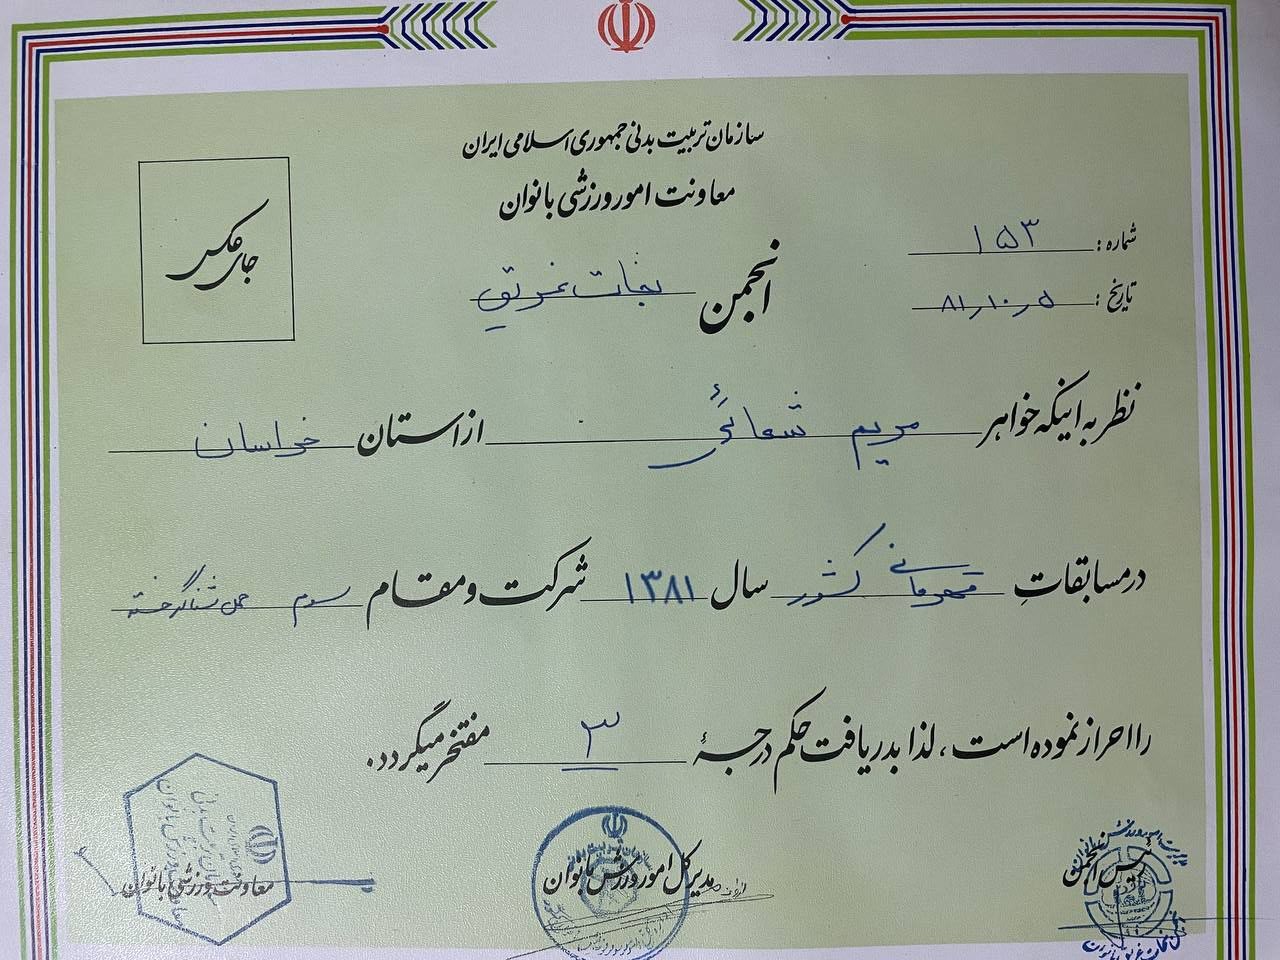 سازمان تربیت بدنی جمهوری اسلامی ایران
معاونت امور ورزشی بانوان
شماره: ۱۵۳
تاریخ: ۸۱٫۱۰٫۵
جای عکس
انجمن نجات غریق
نظر به اینکه خواهر مریم شعائی از استان خراسان
در مسابقات قهرمانی کشور سال ۱۳۸۱ شرکت و مقام سوم حمل شناگر خسته
را احراز نموده است، لذا بدریافت حکم درجهٔ ۳ مفتخر میگردد.
رئیس انجمن
مدیر کل امور ورزش بانوان
معاونت ورزشی بانوان